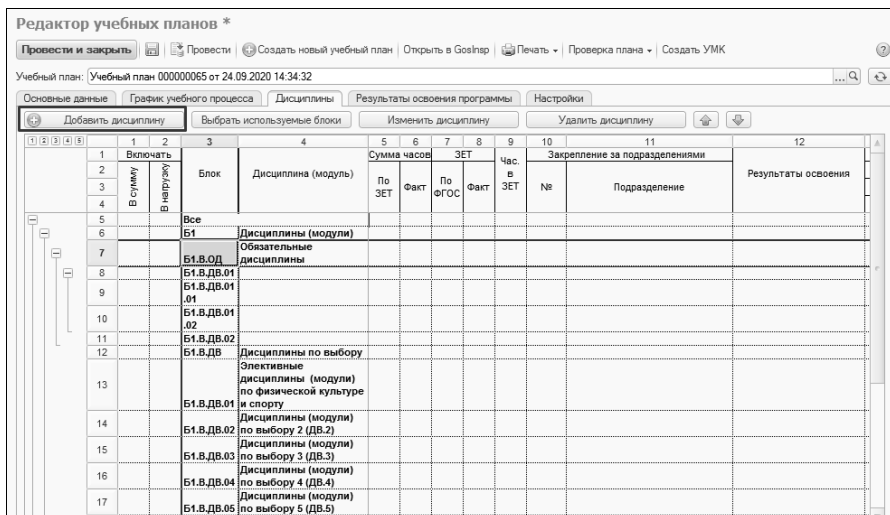 Редактор учебных планов *
Провести и закрыть Провести Создать новый учебный план Открыть в GosInsp Печать Проверка плана Создать УМК ?
Учебный план: Учебный план 000000065 от 24.09.2020 14:34:32 ...
Основные данные График учебного процесса Дисциплины Результаты освоения программы Настройки
Добавить дисциплину Выбрать используемые блоки Изменить дисциплину Удалить дисциплину
1 2 3 4 5 1 2 3 4 5 6 7 8 9 10 11 12
1 Включать Блок Дисциплина (модуль) Сумма часов ЗЕТ Час. в ЗЕТ Закрепление за подразделениями Результаты освоения
2 В сумму В нагрузку По ЗЕТ Факт По ФГОС Факт № Подразделение
3
4
5 Все
6 Б1 Дисциплины (модули)
7 Б1.В.ОД Обязательные
дисциплины
8 Б1.В.ДВ.01
9 Б1.В.ДВ.01
.01
10 Б1.В.ДВ.01
.02
11 Б1.В.ДВ.02
12 Б1.В.ДВ Дисциплины по выбору
13 Б1.В.ДВ.01 Элективные
дисциплины (модули)
по физической культуре
и спорту
14 Б1.В.ДВ.02 Дисциплины (модули)
по выбору 2 (ДВ.2)
15 Б1.В.ДВ.03 Дисциплины (модули)
по выбору 3 (ДВ.3)
16 Б1.В.ДВ.04 Дисциплины (модули)
по выбору 4 (ДВ.4)
17 Б1.В.ДВ.05 Дисциплины (модули)
по выбору 5 (ДВ.5)